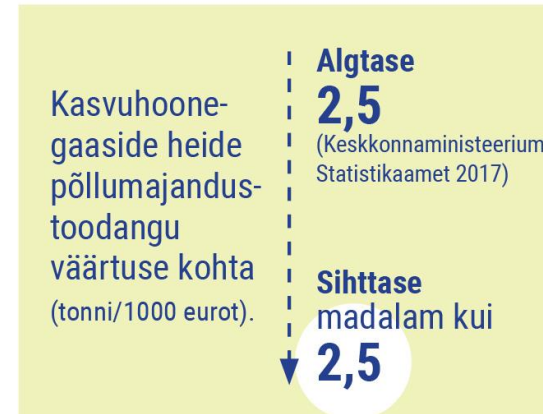 Kasvuhoone-
gaaside heide
põllumajandus-
toodangu
väärtuse kohta
(tonni/1000 eurot).
Algtase
2,5
(Keskkonnaministeerium
Statistikaamet 2017)
Sihttase
madalam kui
2,5